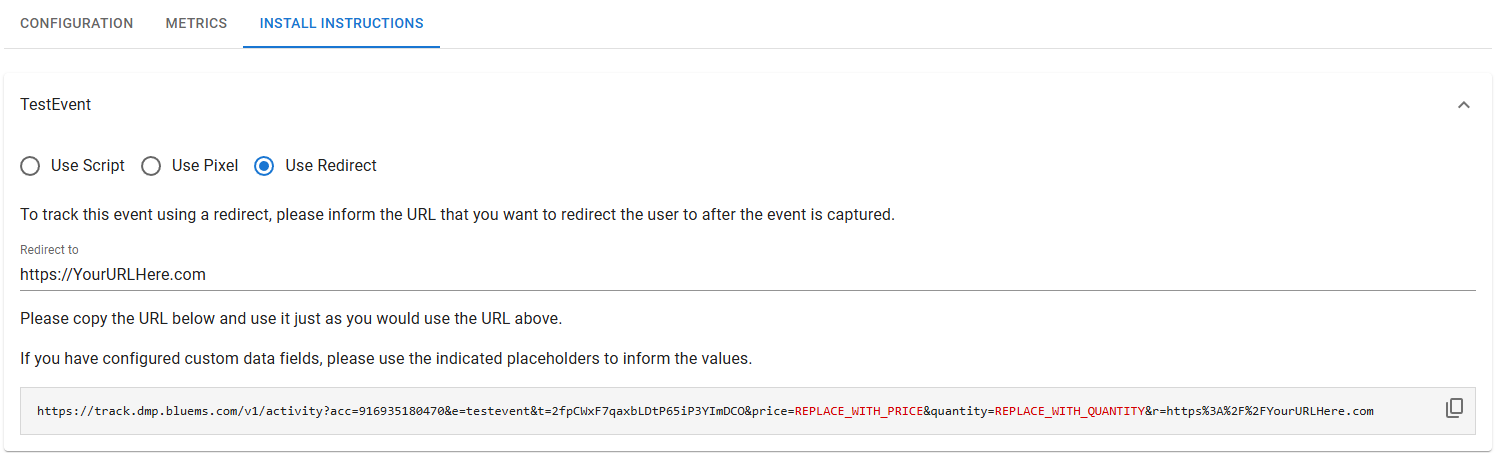 CONFIGURATION METRICS INSTALL INSTRUCTIONS
TestEvent
Use Script Use Pixel Use Redirect
To track this event using a redirect, please inform the URL that you want to redirect the user to after the event is captured.
Redirect to
https://YourURLHere.com
Please copy the URL below and use it just as you would use the URL above.
If you have configured custom data fields, please use the indicated placeholders to inform the values.
https://track.dmp.bluems.com/v1/activity?acc=916935180470&e=testevent&t=2fpCWxF7qaxbLDtP65iP3YImDCO&price=REPLACE_WITH_PRICE&quantity=REPLACE_WITH_QUANTITY&r=https%3A%2F%2FYourURLHere.com